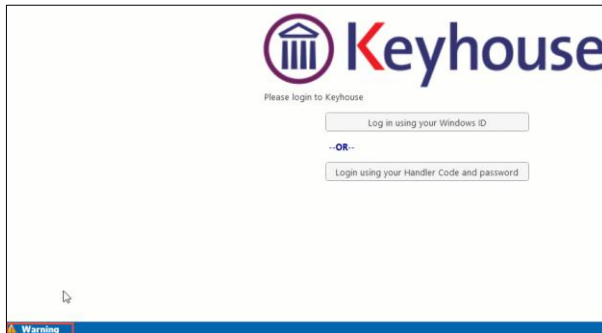 Keyhouse
Please login to Keyhouse
Log in using your Windows ID
--OR--
Login using your Handler Code and password
Warning